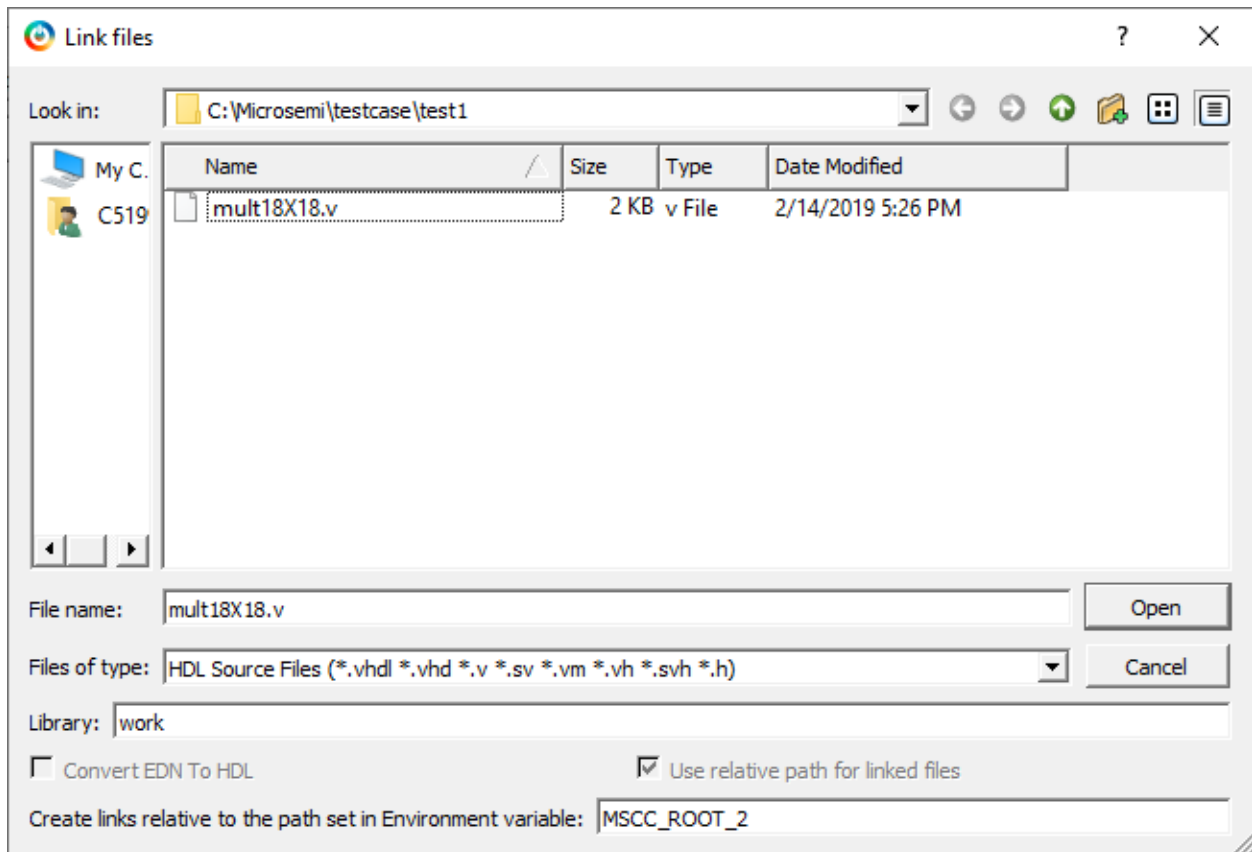 Link files ?
Look in: C:\Microsemi\testcase\test1
My C.
C519
Name Size Type Date Modified
mult18X18.v 2 KB v File 2/14/2019 5:26 PM
File name: mult18X18.v Open
Files of type: HDL Source Files (*.vhdl *.vhd *.v *.sv *.vm *.vh *.svh *.h) Cancel
Library: work
Convert EDN To HDL Use relative path for linked files
Create links relative to the path set in Environment variable: MSCC_ROOT_2